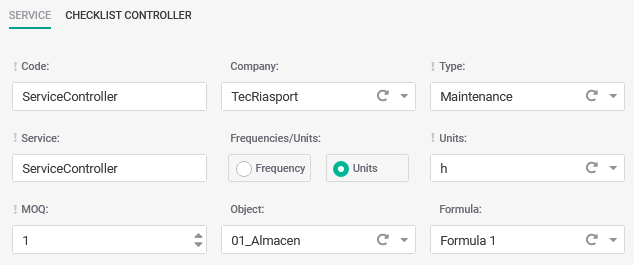 SERVICE CHECKLIST CONTROLLER
! Code: Company: ! Type:
ServiceController TecRiasport Maintenance
! Service: Frequencies/Units: ! Units:
ServiceController Frequency Units h
! MOQ: Object: Formula:
1 01_Almacen Formula 1